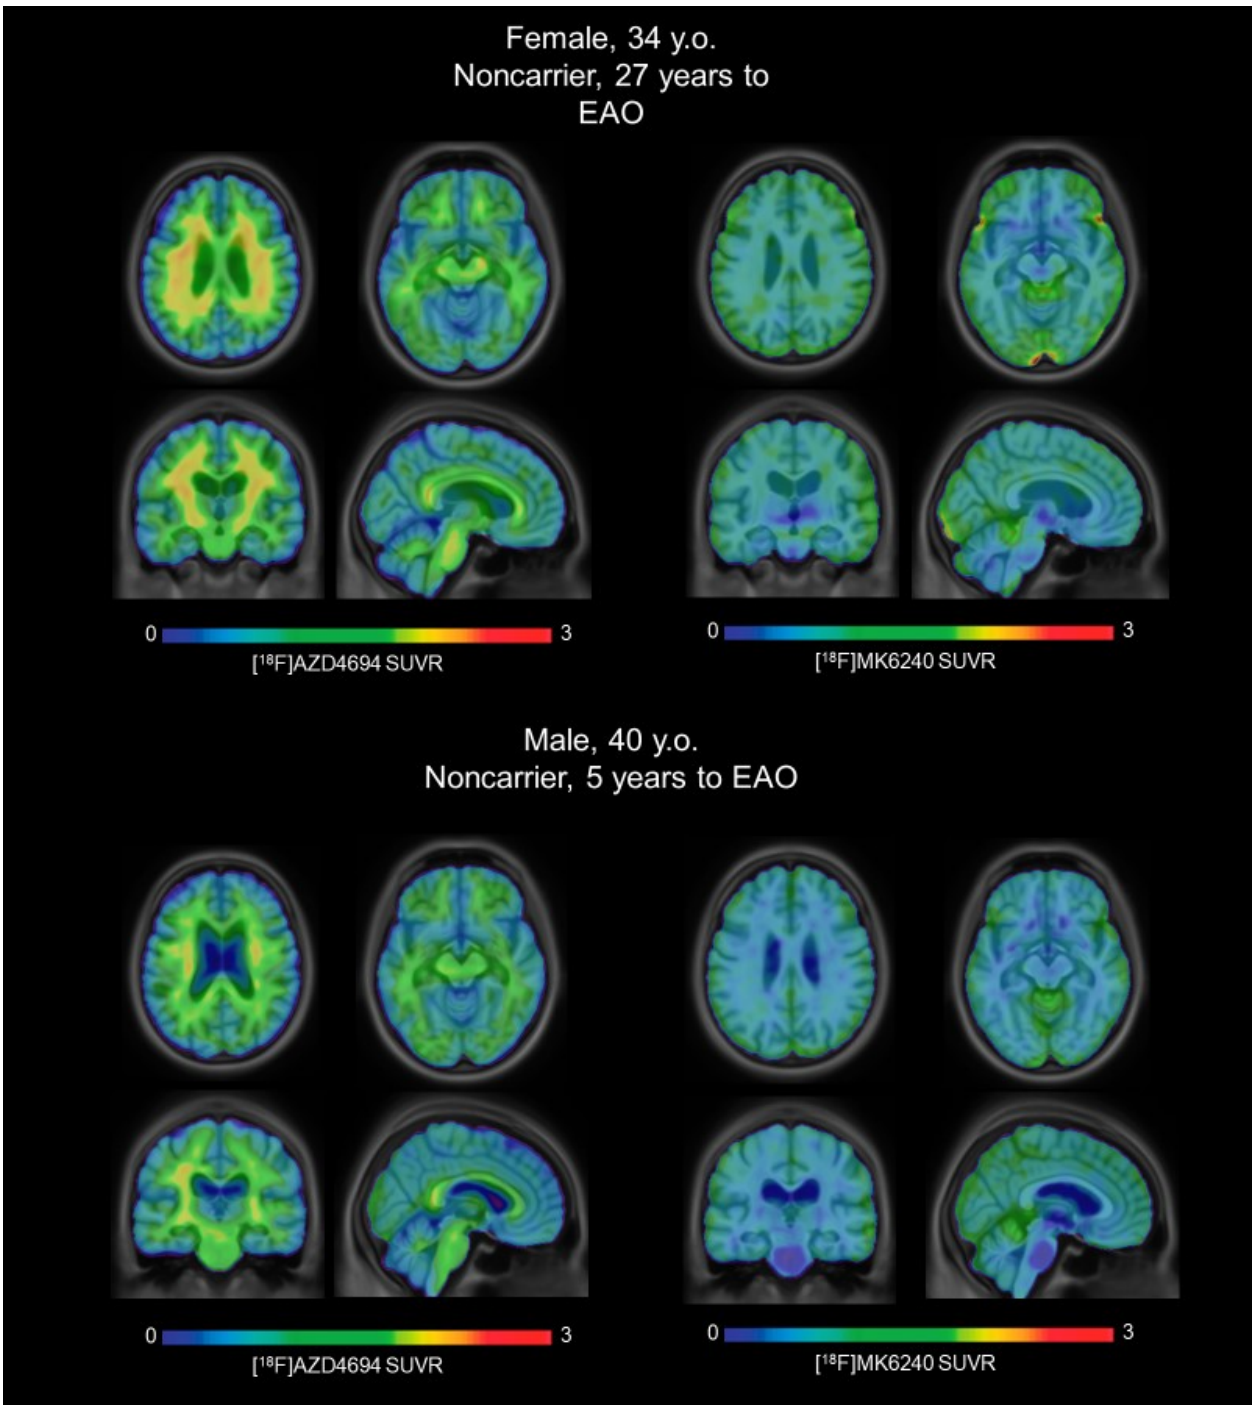 Female, 34 y.o.
Noncarrier, 27 years to
EAO
0 3 0 3
[¹⁸F]AZD4694 SUVR [¹⁸F]MK6240 SUVR
Male, 40 y.o.
Noncarrier, 5 years to EAO
0 3 0 3
[¹⁸F]AZD4694 SUVR [¹⁸F]MK6240 SUVR